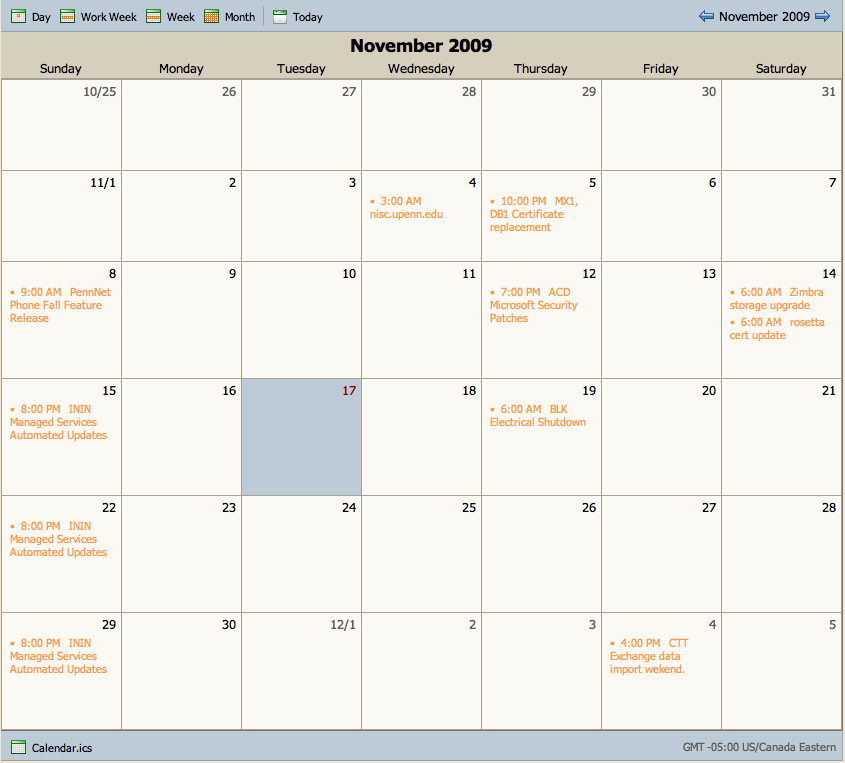 Day Work Week Week Month Today November 2009
November 2009
Sunday Monday Tuesday Wednesday Thursday Friday Saturday
10/25 26 27 28 29 30 31
11/1 2 3 4 5 6 7
• 3:00 AM
nisc.upenn.edu
• 10:00 PM MX1,
DB1 Certificate
replacement
8 9 10 11 12 13 14
• 9:00 AM PennNet
Phone Fall Feature
Release
• 7:00 PM ACD
Microsoft Security
Patches
• 6:00 AM Zimbra
storage upgrade
• 6:00 AM rosetta
cert update
15 16 17 18 19 20 21
• 8:00 PM ININ
Managed Services
Automated Updates
• 6:00 AM BLK
Electrical Shutdown
22 23 24 25 26 27 28
• 8:00 PM ININ
Managed Services
Automated Updates
29 30 12/1 2 3 4 5
• 8:00 PM ININ
Managed Services
Automated Updates
• 4:00 PM CTT
Exchange data
import wekend.
Calendar.ics GMT -05:00 US/Canada Eastern